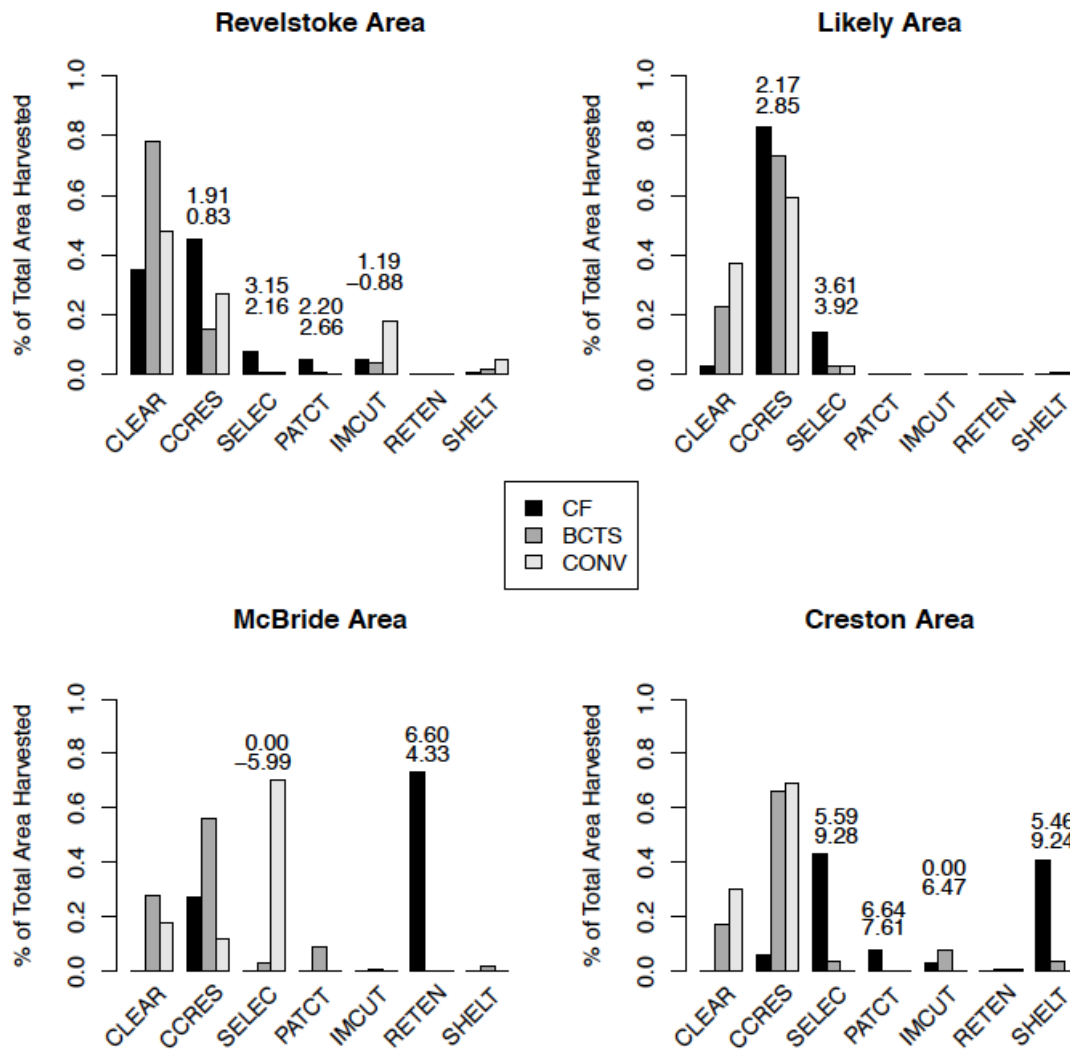 Revelstoke Area
% of Total Area Harvested
1.0
0.8
0.6
0.4
0.2
0.0
1.91
0.83
3.15
2.16
2.20
2.66
1.19
−0.88
CLEAR
CCRES
SELEC
PATCT
IMCUT
RETEN
SHELT
Likely Area
% of Total Area Harvested
1.0
0.8
0.6
0.4
0.2
0.0
2.17
2.85
3.61
3.92
CLEAR
CCRES
SELEC
PATCT
IMCUT
RETEN
SHELT
CF
BCTS
CONV
McBride Area
% of Total Area Harvested
1.0
0.8
0.6
0.4
0.2
0.0
0.00
−5.99
6.60
4.33
CLEAR
CCRES
SELEC
PATCT
IMCUT
RETEN
SHELT
Creston Area
% of Total Area Harvested
1.0
0.8
0.6
0.4
0.2
0.0
5.59
9.28
6.64
7.61
0.00
6.47
5.46
9.24
CLEAR
CCRES
SELEC
PATCT
IMCUT
RETEN
SHELT